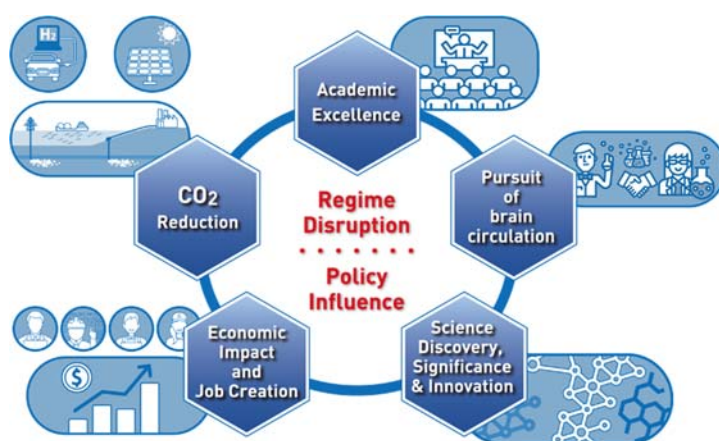 H2
Academic
Excellence
CO2
Reduction
Pursuit
of
brain
circulation
Regime
Disruption
Policy
Influence
Economic
Impact
and
Job Creation
Science
Discovery,
Significance
& Innovation
$